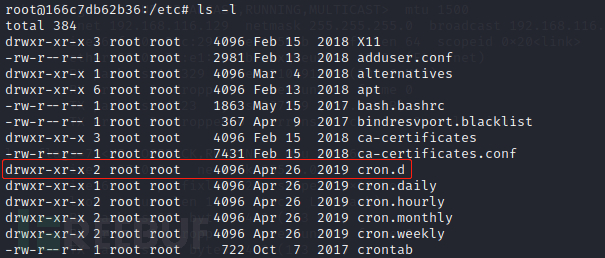 root@166c7db62b36:/etc# ls -l
total 384
drwxr-xr-x 3 root root 4096 Feb 15 2018 X11
-rw-r--r-- 1 root root 2981 Feb 13 2018 adduser.conf
drwxr-xr-x 2 root root 4096 Mar 4 2018 alternatives
drwxr-xr-x 6 root root 4096 Feb 13 2018 apt
-rw-r--r-- 1 root root 1863 May 15 2017 bash.bashrc
-rw-r--r-- 1 root root 367 Apr 9 2017 bindresvport.blacklist
drwxr-xr-x 3 root root 4096 Feb 15 2018 ca-certificates
-rw-r--r-- 1 root root 7431 Feb 15 2018 ca-certificates.conf
drwxr-xr-x 2 root root 4096 Apr 26 2019 cron.d
drwxr-xr-x 1 root root 4096 Apr 26 2019 cron.daily
drwxr-xr-x 2 root root 4096 Apr 26 2019 cron.hourly
drwxr-xr-x 2 root root 4096 Apr 26 2019 cron.monthly
drwxr-xr-x 2 root root 4096 Apr 26 2019 cron.weekly
-rw-r--r-- 1 root root 722 Oct 7 2017 crontab